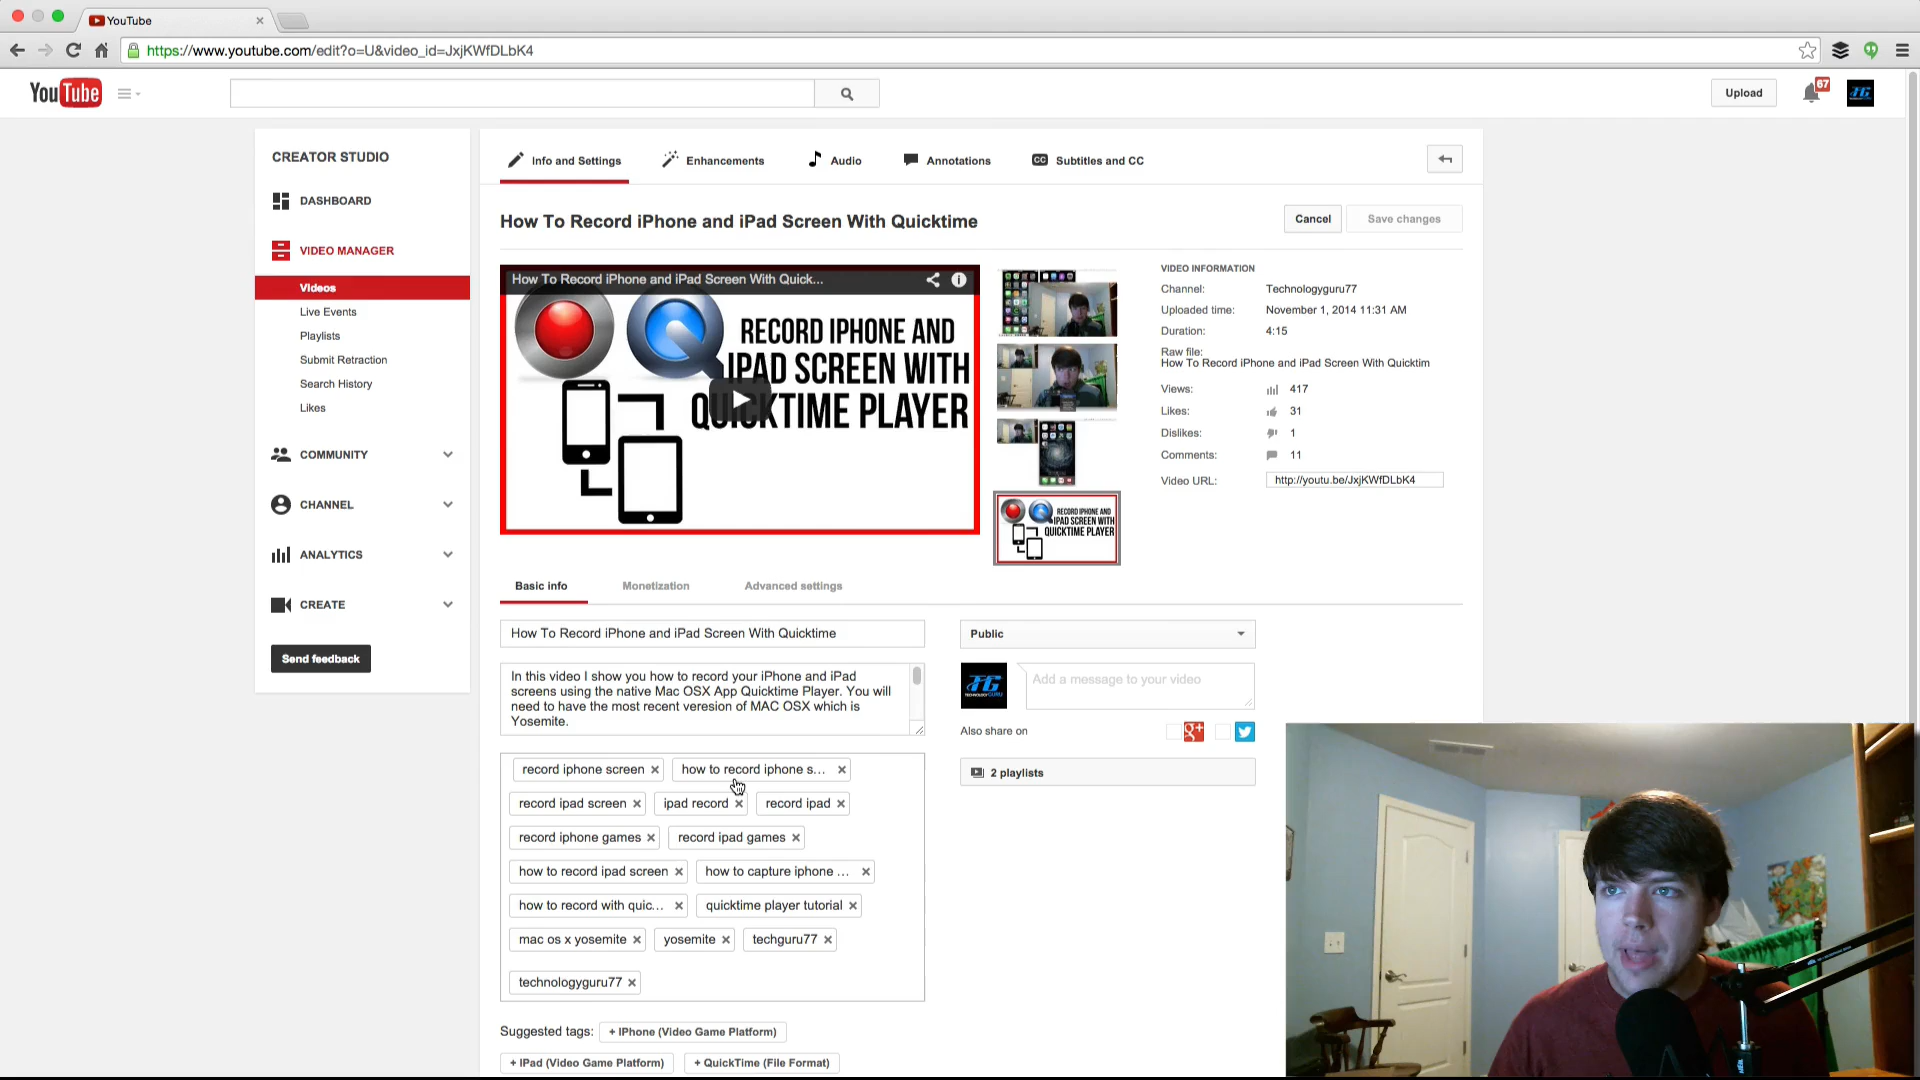 YouTube
https://www.youtube.com/edit?o=U&video_id=JxjKWfDLbK4
YouTube
Upload
67
CREATOR STUDIO
DASHBOARD
VIDEO MANAGER
Videos
Live Events
Playlists
Submit Retraction
Search History
Likes
COMMUNITY
CHANNEL
ANALYTICS
CREATE
Send feedback
Info and Settings
Enhancements
Audio
Annotations
CC Subtitles and CC
How To Record iPhone and iPad Screen With Quicktime
Cancel
Save changes
How To Record iPhone and iPad Screen With Quick...
RECORD IPHONE AND
IPAD SCREEN WITH
QUICKTIME PLAYER
RECORD IPHONE AND
IPAD SCREEN WITH
QUICKTIME PLAYER
VIDEO INFORMATION
Channel: Technologyguru77
Uploaded time: November 1, 2014 11:31 AM
Duration: 4:15
Raw file:
How To Record iPhone and iPad Screen With Quicktim
Views: 417
Likes: 31
Dislikes: 1
Comments: 11
Video URL: http://youtu.be/JxjKWfDLbK4
Basic info
Monetization
Advanced settings
How To Record iPhone and iPad Screen With Quicktime
In this video I show you how to record your iPhone and iPad
screens using the native Mac OSX App Quicktime Player. You will
need to have the most recent veresion of MAC OSX which is
Yosemite.
record iphone screen × how to record iphone s... ×
record ipad screen × ipad record × record ipad ×
record iphone games × record ipad games ×
how to record ipad screen × how to capture iphone ... ×
how to record with quic... × quicktime player tutorial ×
mac os x yosemite × yosemite × techguru77 ×
technologyguru77 ×
Suggested tags: + IPhone (Video Game Platform)
+ IPad (Video Game Platform) + QuickTime (File Format)
Public
TG
Add a message to your video
Also share on
g+
2 playlists